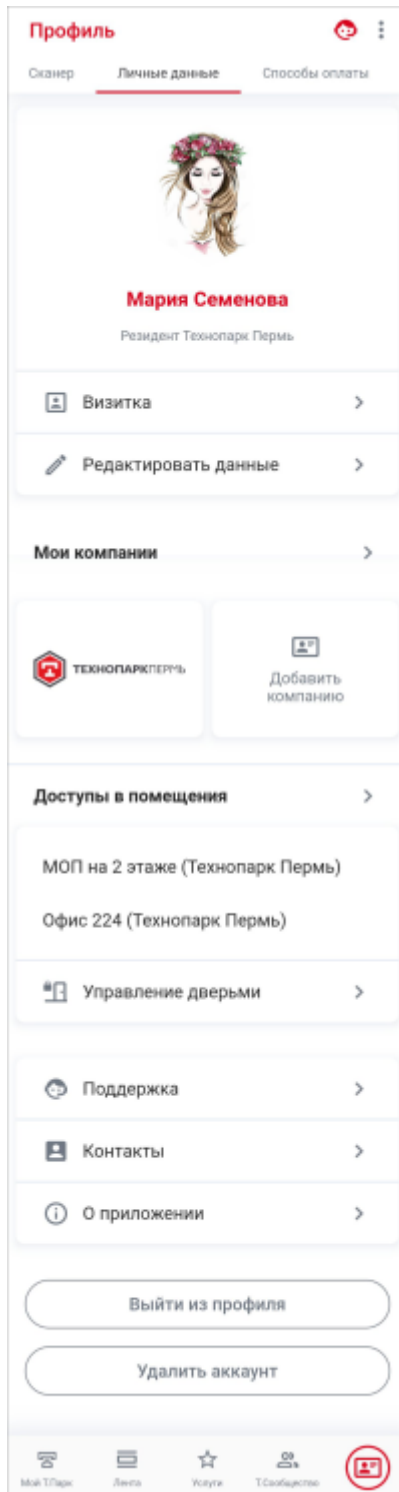 Профиль
Сканер Личные данные Способы оплаты
Мария Семенова
Резидент Технопарк Пермь
Визитка
Редактировать данные
Мои компании
ТЕХНОПАРКПЕРМЬ
Добавить
компанию
Доступы в помещения
МОП на 2 этаже (Технопарк Пермь)
Офис 224 (Технопарк Пермь)
Управление дверьми
Поддержка
Контакты
О приложении
Выйти из профиля
Удалить аккаунт
Мой Т.Парк Лента Услуги Т.Сообщество